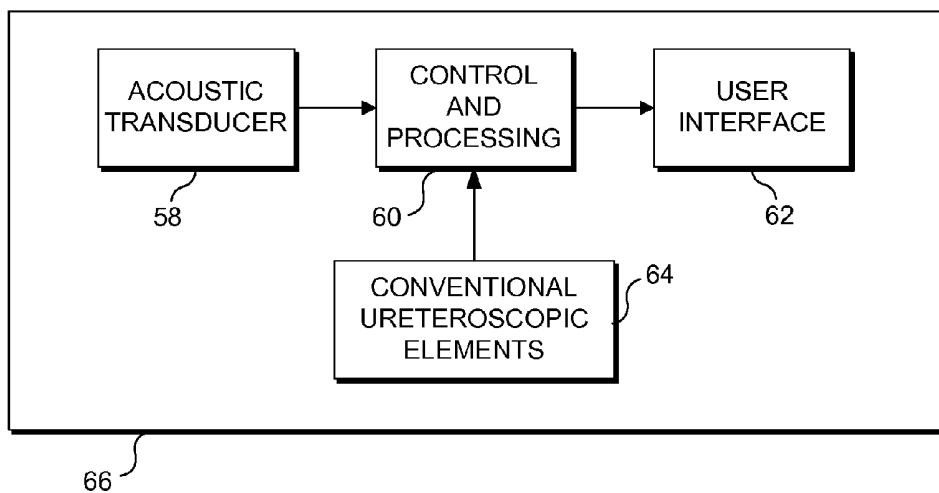 ACOUSTIC
TRANSDUCER
58
CONTROL
AND
PROCESSING
60
USER
INTERFACE
62
CONVENTIONAL
URETEROSCOPIC
ELEMENTS
64
66